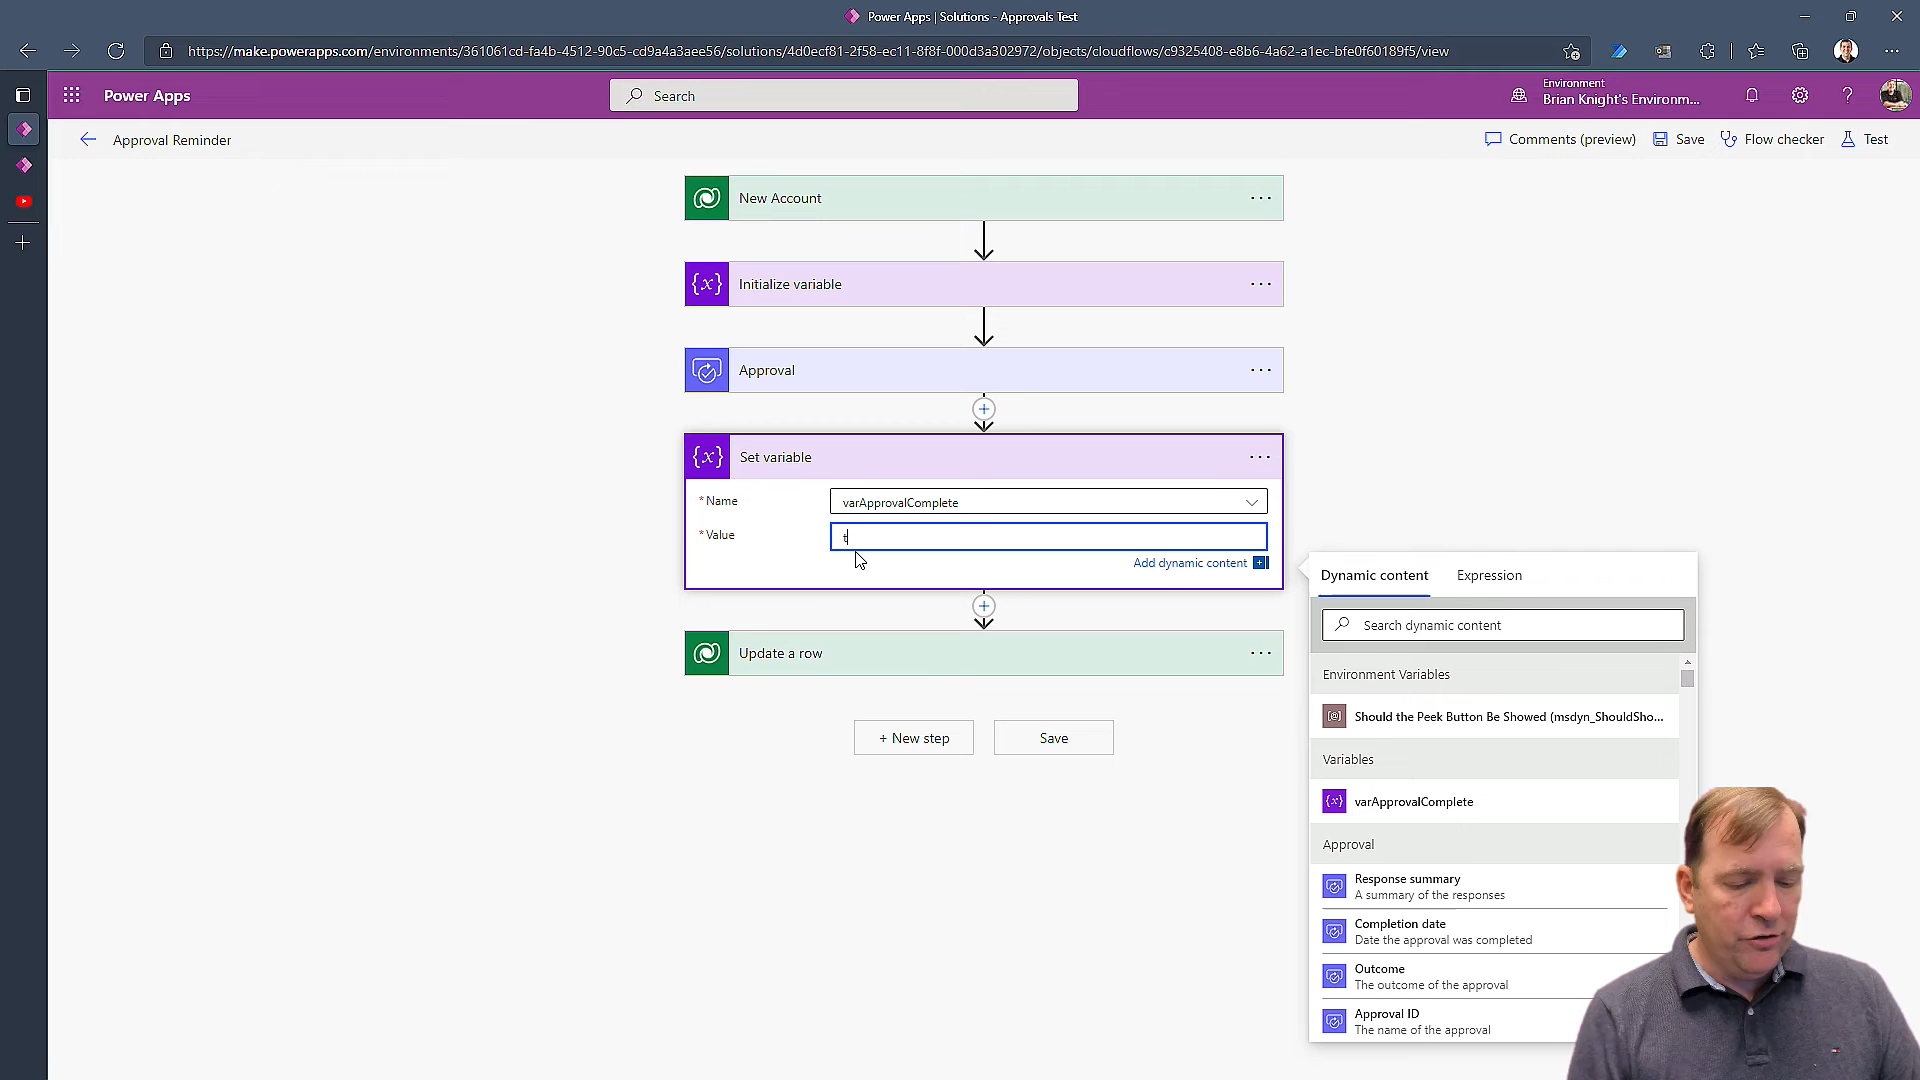 Power Apps | Solutions - Approvals Test
https://make.powerapps.com/environments/361061cd-fa4b-4512-90c5-cd9a4a3aee56/solutions/4d0ecf81-2f58-ec11-8f8f-000d3a302972/objects/cloudflows/c9325408-e8b6-4a62-a1ec-bfe0f60189f5/view
Power Apps
Search
Environment
Brian Knight's Environm...
Approval Reminder
Comments (preview)
Save
Flow checker
Test
New Account
Initialize variable
Approval
Set variable
* Name
varApprovalComplete
* Value
t
Add dynamic content
Update a row
+ New step
Save
Dynamic content
Expression
Search dynamic content
Environment Variables
Should the Peek Button Be Showed (msdyn_ShouldSho...
Variables
varApprovalComplete
Approval
Response summary
A summary of the responses
Completion date
Date the approval was completed
Outcome
The outcome of the approval
Approval ID
The name of the approval